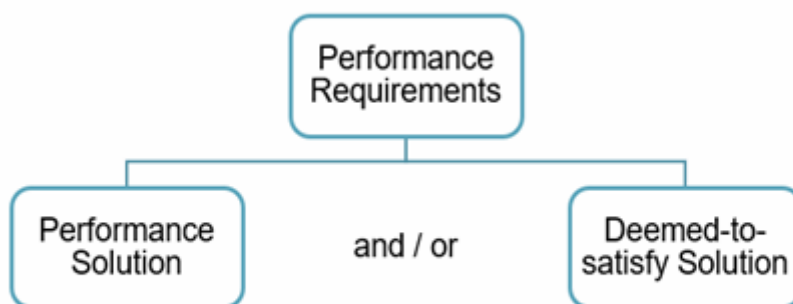 Performance
Requirements
Performance
Solution
and / or
Deemed-to-
satisfy Solution